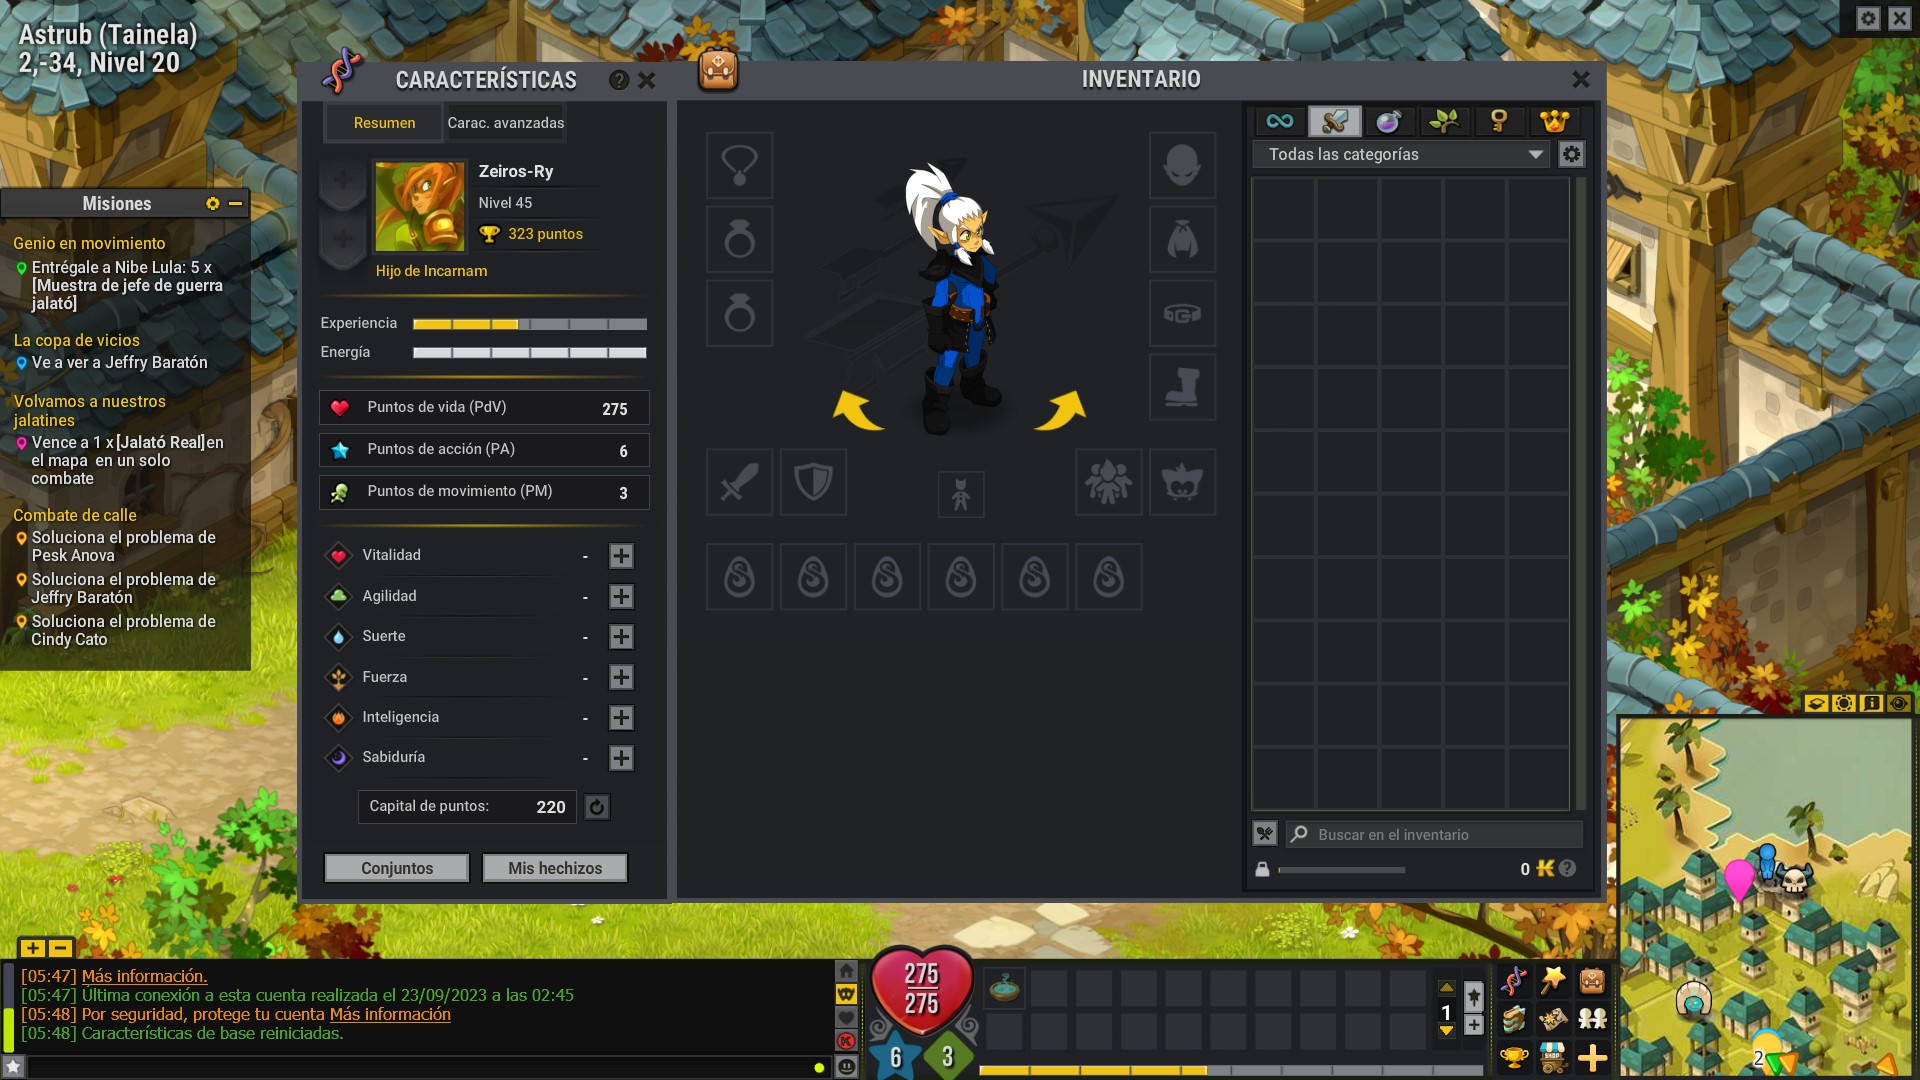 Astrub (Tainela)
2,-34, Nivel 20
Misiones
Genio en movimiento
Entrégale a Nibe Lula: 5 x
[Muestra de jefe de guerra
jalató]
La copa de vicios
Ve a ver a Jeffry Baratón
Volvamos a nuestros
jalatines
Vence a 1 x[Jalató Real]en
el mapa  en un solo
combate
Combate de calle
Soluciona el problema de
Pesk Anova
Soluciona el problema de
Jeffry Baratón
Soluciona el problema de
Cindy Cato
CARACTERÍSTICAS
Resumen
Carac. avanzadas
Zeiros-Ry
Nivel 45
323 puntos
Hijo de Incarnam
Experiencia
Energía
Puntos de vida (PdV) 275
Puntos de acción (PA) 6
Puntos de movimiento (PM) 3
Vitalidad -
Agilidad -
Suerte -
Fuerza -
Inteligencia -
Sabiduría -
Capital de puntos: 220
Conjuntos
Mis hechizos
INVENTARIO
Todas las categorías
Buscar en el inventario
0
[05:47] Más información.
[05:47] Última conexión a esta cuenta realizada el 23/09/2023 a las 02:45
[05:48] Por seguridad, protege tu cuenta Más información
[05:48] Características de base reiniciadas.
275
275
6
3
1
SHOP
2